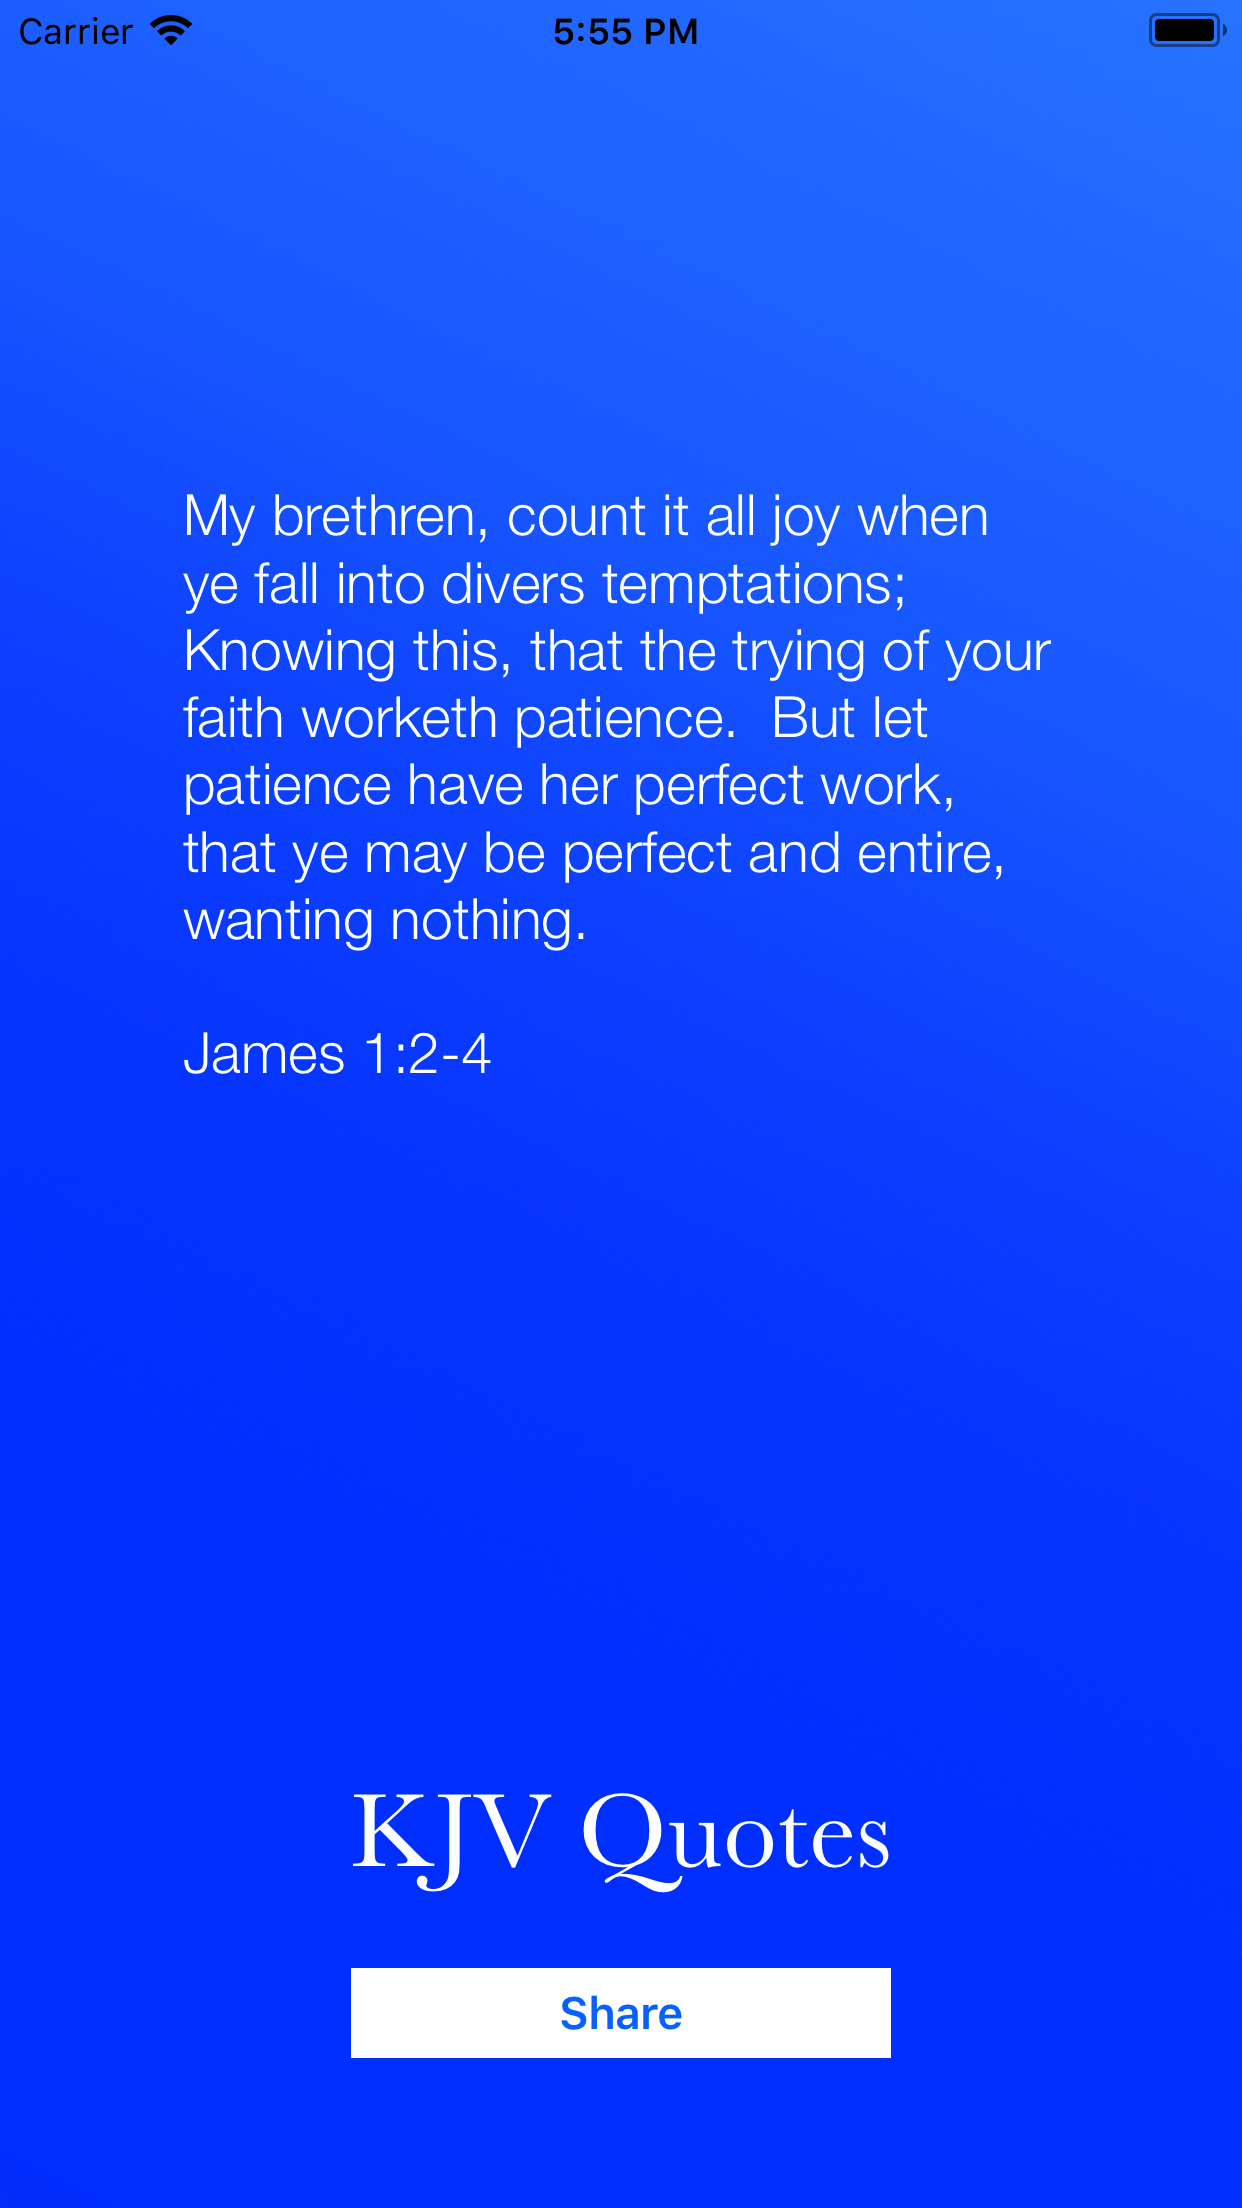 Carrier 5:55 PM
My brethren, count it all joy when
ye fall into divers temptations;
Knowing this, that the trying of your
faith worketh patience.  But let
patience have her perfect work,
that ye may be perfect and entire,
wanting nothing.
James 1:2-4
KJV Quotes
Share